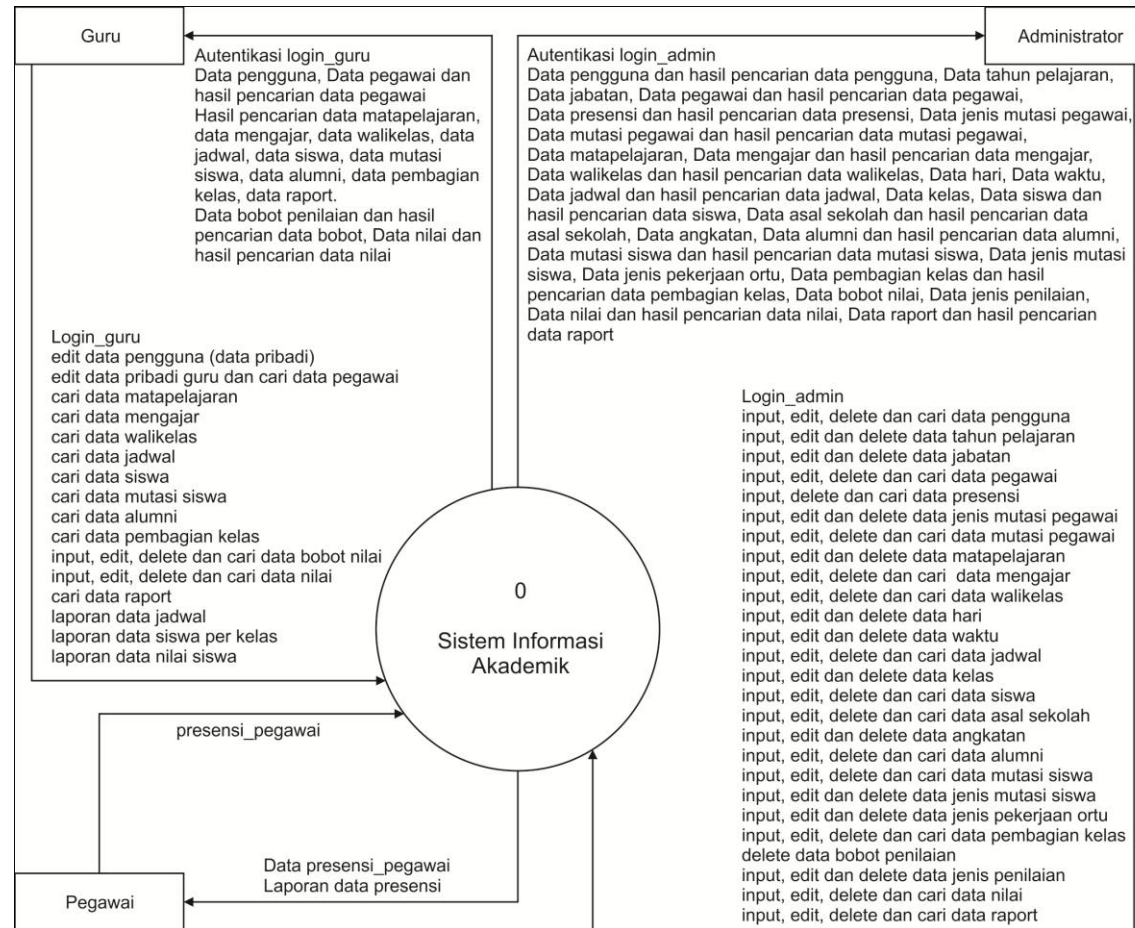 Guru
Administrator
Autentikasi login_guru
Data pengguna, Data pegawai dan
hasil pencarian data pegawai
Hasil pencarian data matapelajaran,
data mengajar, data walikelas, data
jadwal, data siswa, data mutasi
siswa, data alumni, data pembagian
kelas, data raport.
Data bobot penilaian dan hasil
pencarian data bobot, Data nilai dan
hasil pencarian data nilai
Autentikasi login_admin
Data pengguna dan hasil pencarian data pengguna, Data tahun pelajaran,
Data jabatan, Data pegawai dan hasil pencarian data pegawai,
Data presensi dan hasil pencarian data presensi, Data jenis mutasi pegawai,
Data mutasi pegawai dan hasil pencarian data mutasi pegawai,
Data matapelajaran, Data mengajar dan hasil pencarian data mengajar,
Data walikelas dan hasil pencarian data walikelas, Data hari, Data waktu,
Data jadwal dan hasil pencarian data jadwal, Data kelas, Data siswa dan
hasil pencarian data siswa, Data asal sekolah dan hasil pencarian data
asal sekolah, Data angkatan, Data alumni dan hasil pencarian data alumni,
Data mutasi siswa dan hasil pencarian data mutasi siswa, Data jenis mutasi
siswa, Data jenis pekerjaan ortu, Data pembagian kelas dan hasil
pencarian data pembagian kelas, Data bobot nilai, Data jenis penilaian,
Data nilai dan hasil pencarian data nilai, Data raport dan hasil pencarian
data raport
Login_guru
edit data pengguna (data pribadi)
edit data pribadi guru dan cari data pegawai
cari data matapelajaran
cari data mengajar
cari data walikelas
cari data jadwal
cari data siswa
cari data mutasi siswa
cari data alumni
cari data pembagian kelas
input, edit, delete dan cari data bobot nilai
input, edit, delete dan cari data nilai
cari data raport
laporan data jadwal
laporan data siswa per kelas
laporan data nilai siswa
0
Sistem Informasi
Akademik
Login_admin
input, edit, delete dan cari data pengguna
input, edit dan delete data tahun pelajaran
input, edit dan delete data jabatan
input, edit, delete dan cari data pegawai
input, delete dan cari data presensi
input, edit dan delete data jenis mutasi pegawai
input, edit, delete dan cari data mutasi pegawai
input, edit dan delete data matapelajaran
input, edit, delete dan cari data mengajar
input, edit, delete dan cari data walikelas
input, edit dan delete data hari
input, edit dan delete data waktu
input, edit, delete dan cari data jadwal
input, edit dan delete data kelas
input, edit, delete dan cari data siswa
input, edit, delete dan cari data asal sekolah
input, edit dan delete data angkatan
input, edit, delete dan cari data alumni
input, edit, delete dan cari data mutasi siswa
input, edit dan delete data jenis mutasi siswa
input, edit dan delete data jenis pekerjaan ortu
input, edit, delete dan cari data pembagian kelas
delete data bobot penilaian
input, edit dan delete data jenis penilaian
input, edit, delete dan cari data nilai
input, edit, delete dan cari data raport
presensi_pegawai
Data presensi_pegawai
Laporan data presensi
Pegawai